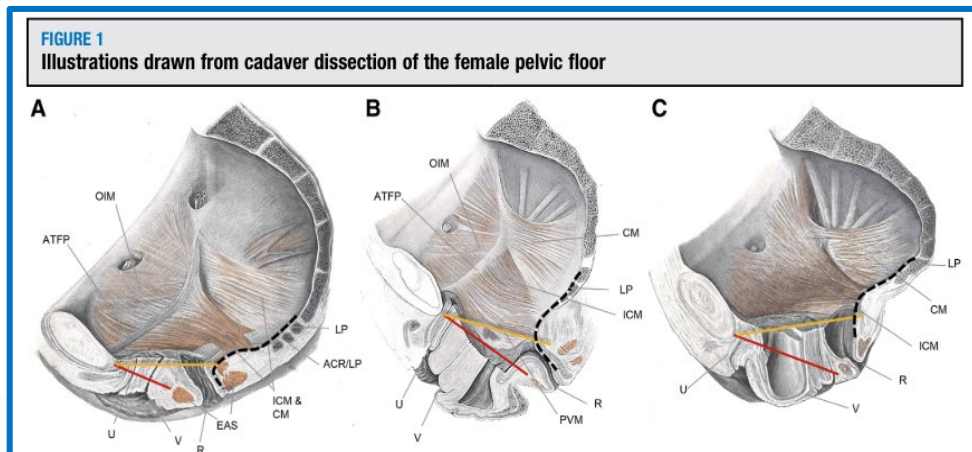 FIGURE 1
Illustrations drawn from cadaver dissection of the female pelvic floor
A
B
C
OIM
ATFP
LP
ACR/LP
ICM &
CM
EAS
U
V
R
OIM
ATFP
CM
LP
ICM
R
PVM
U
V
LP
CM
ICM
R
U
V